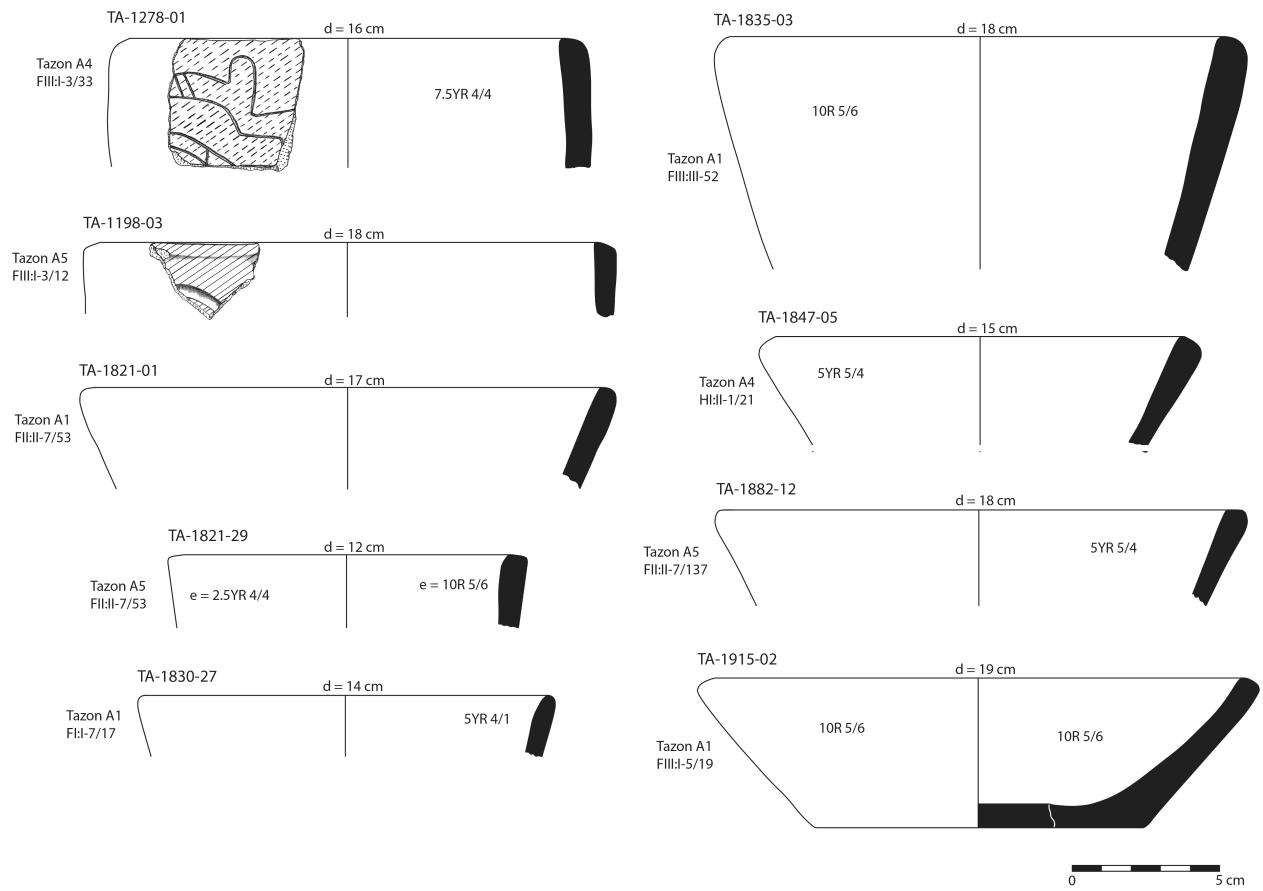 TA-1278-01
d = 16 cm
Tazon A4
FIII:I-3/33
7.5YR 4/4
TA-1198-03
d = 18 cm
Tazon A5
FIII:I-3/12
TA-1821-01
d = 17 cm
Tazon A1
FII:II-7/53
TA-1821-29
d = 12 cm
Tazon A5
FII:II-7/53
e = 2.5YR 4/4
e = 10R 5/6
TA-1830-27
d = 14 cm
Tazon A1
FI:I-7/17
5YR 4/1
TA-1835-03
d = 18 cm
10R 5/6
Tazon A1
FIII:III-52
TA-1847-05
d = 15 cm
Tazon A4
HI:II-1/21
5YR 5/4
TA-1882-12
d = 18 cm
Tazon A5
FII:II-7/137
5YR 5/4
TA-1915-02
d = 19 cm
Tazon A1
FIII:I-5/19
10R 5/6
10R 5/6
0 5 cm